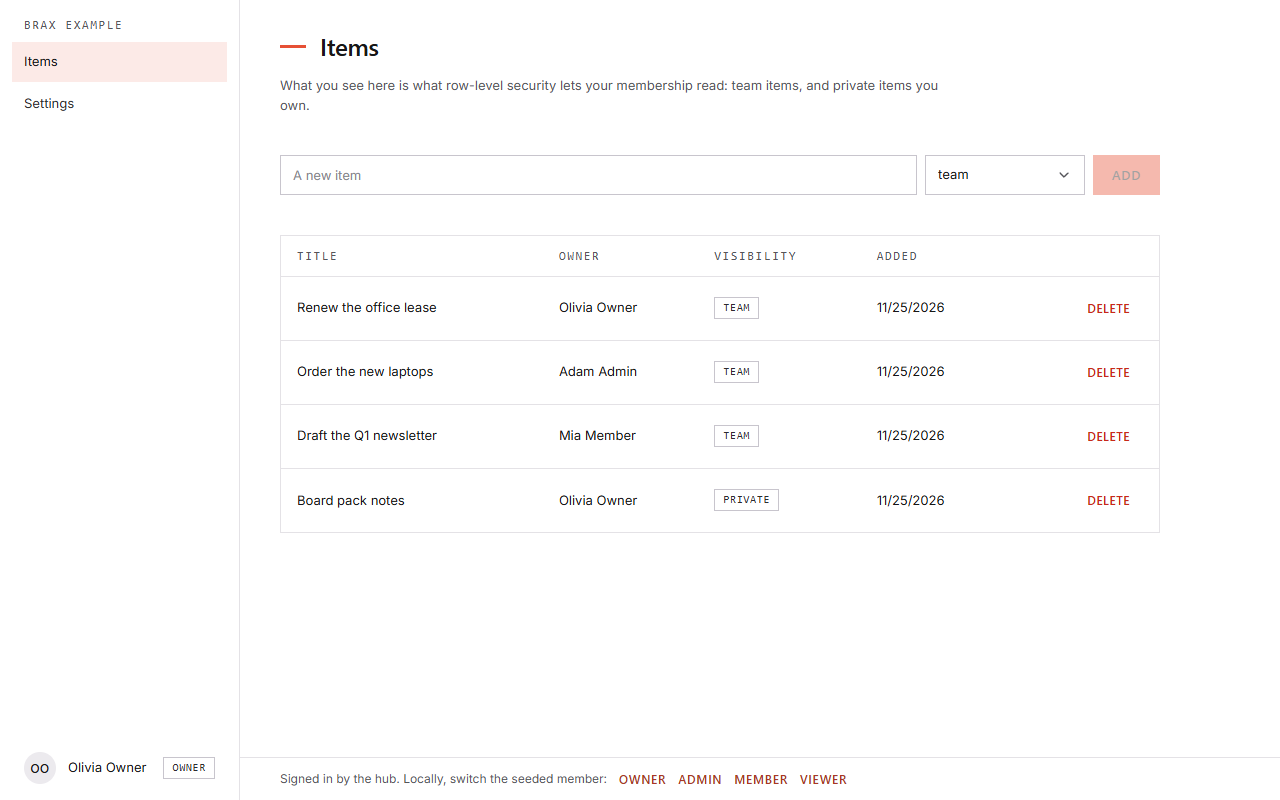 BRAX EXAMPLE
Items
Settings
Items
What you see here is what row-level security lets your membership read: team items, and private items you
own.
A new item
team
ADD
TITLE OWNER VISIBILITY ADDED
Renew the office lease Olivia Owner TEAM 11/25/2026 DELETE
Order the new laptops Adam Admin TEAM 11/25/2026 DELETE
Draft the Q1 newsletter Mia Member TEAM 11/25/2026 DELETE
Board pack notes Olivia Owner PRIVATE 11/25/2026 DELETE
OO Olivia Owner OWNER
Signed in by the hub. Locally, switch the seeded member: OWNER ADMIN MEMBER VIEWER